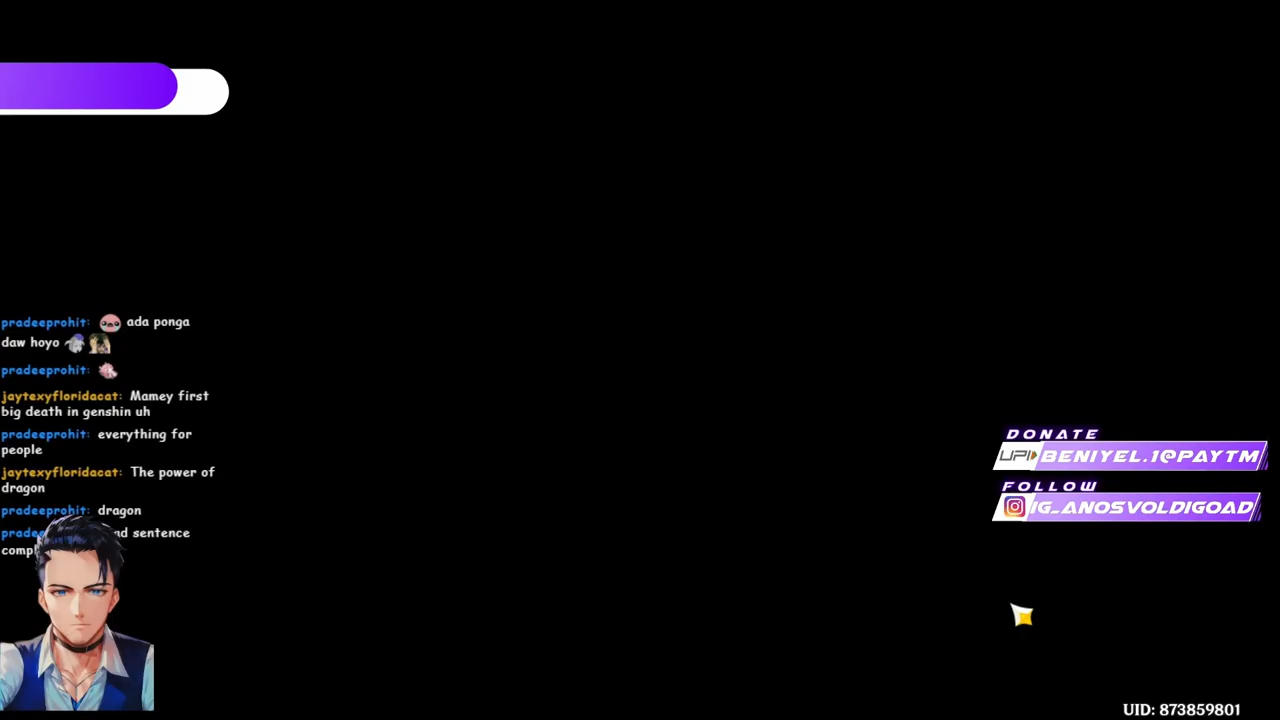 pradeeprohit: ada ponga
daw hoyo
pradeeprohit:
jaytexyfloridacat: Mamey first
big death in genshin uh
pradeeprohit: everything for
people
jaytexyfloridacat: The power of
dragon
pradeeprohit: dragon
sentence
DONATE
UPI BENIYEL.1@PAYTM
FOLLOW
IG_ANOSVOLDIGOAD
UID: 873859801